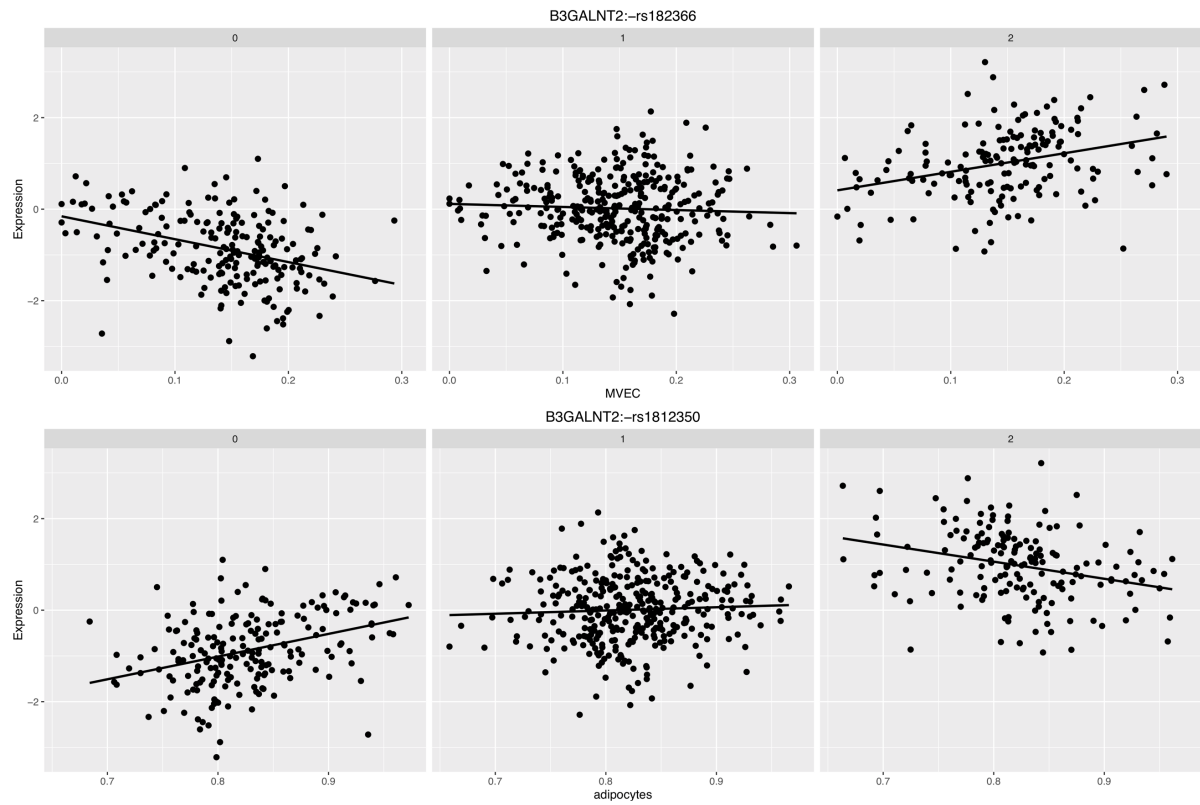 B3GALNT2:−rs182366
0 1 2
Expression
2
0
−2
0.0 0.1 0.2 0.3 0.0 0.1 0.2 0.3 0.0 0.1 0.2 0.3
MVEC
B3GALNT2:−rs1812350
0 1 2
Expression
2
0
−2
0.7 0.8 0.9 0.7 0.8 0.9 0.7 0.8 0.9
adipocytes